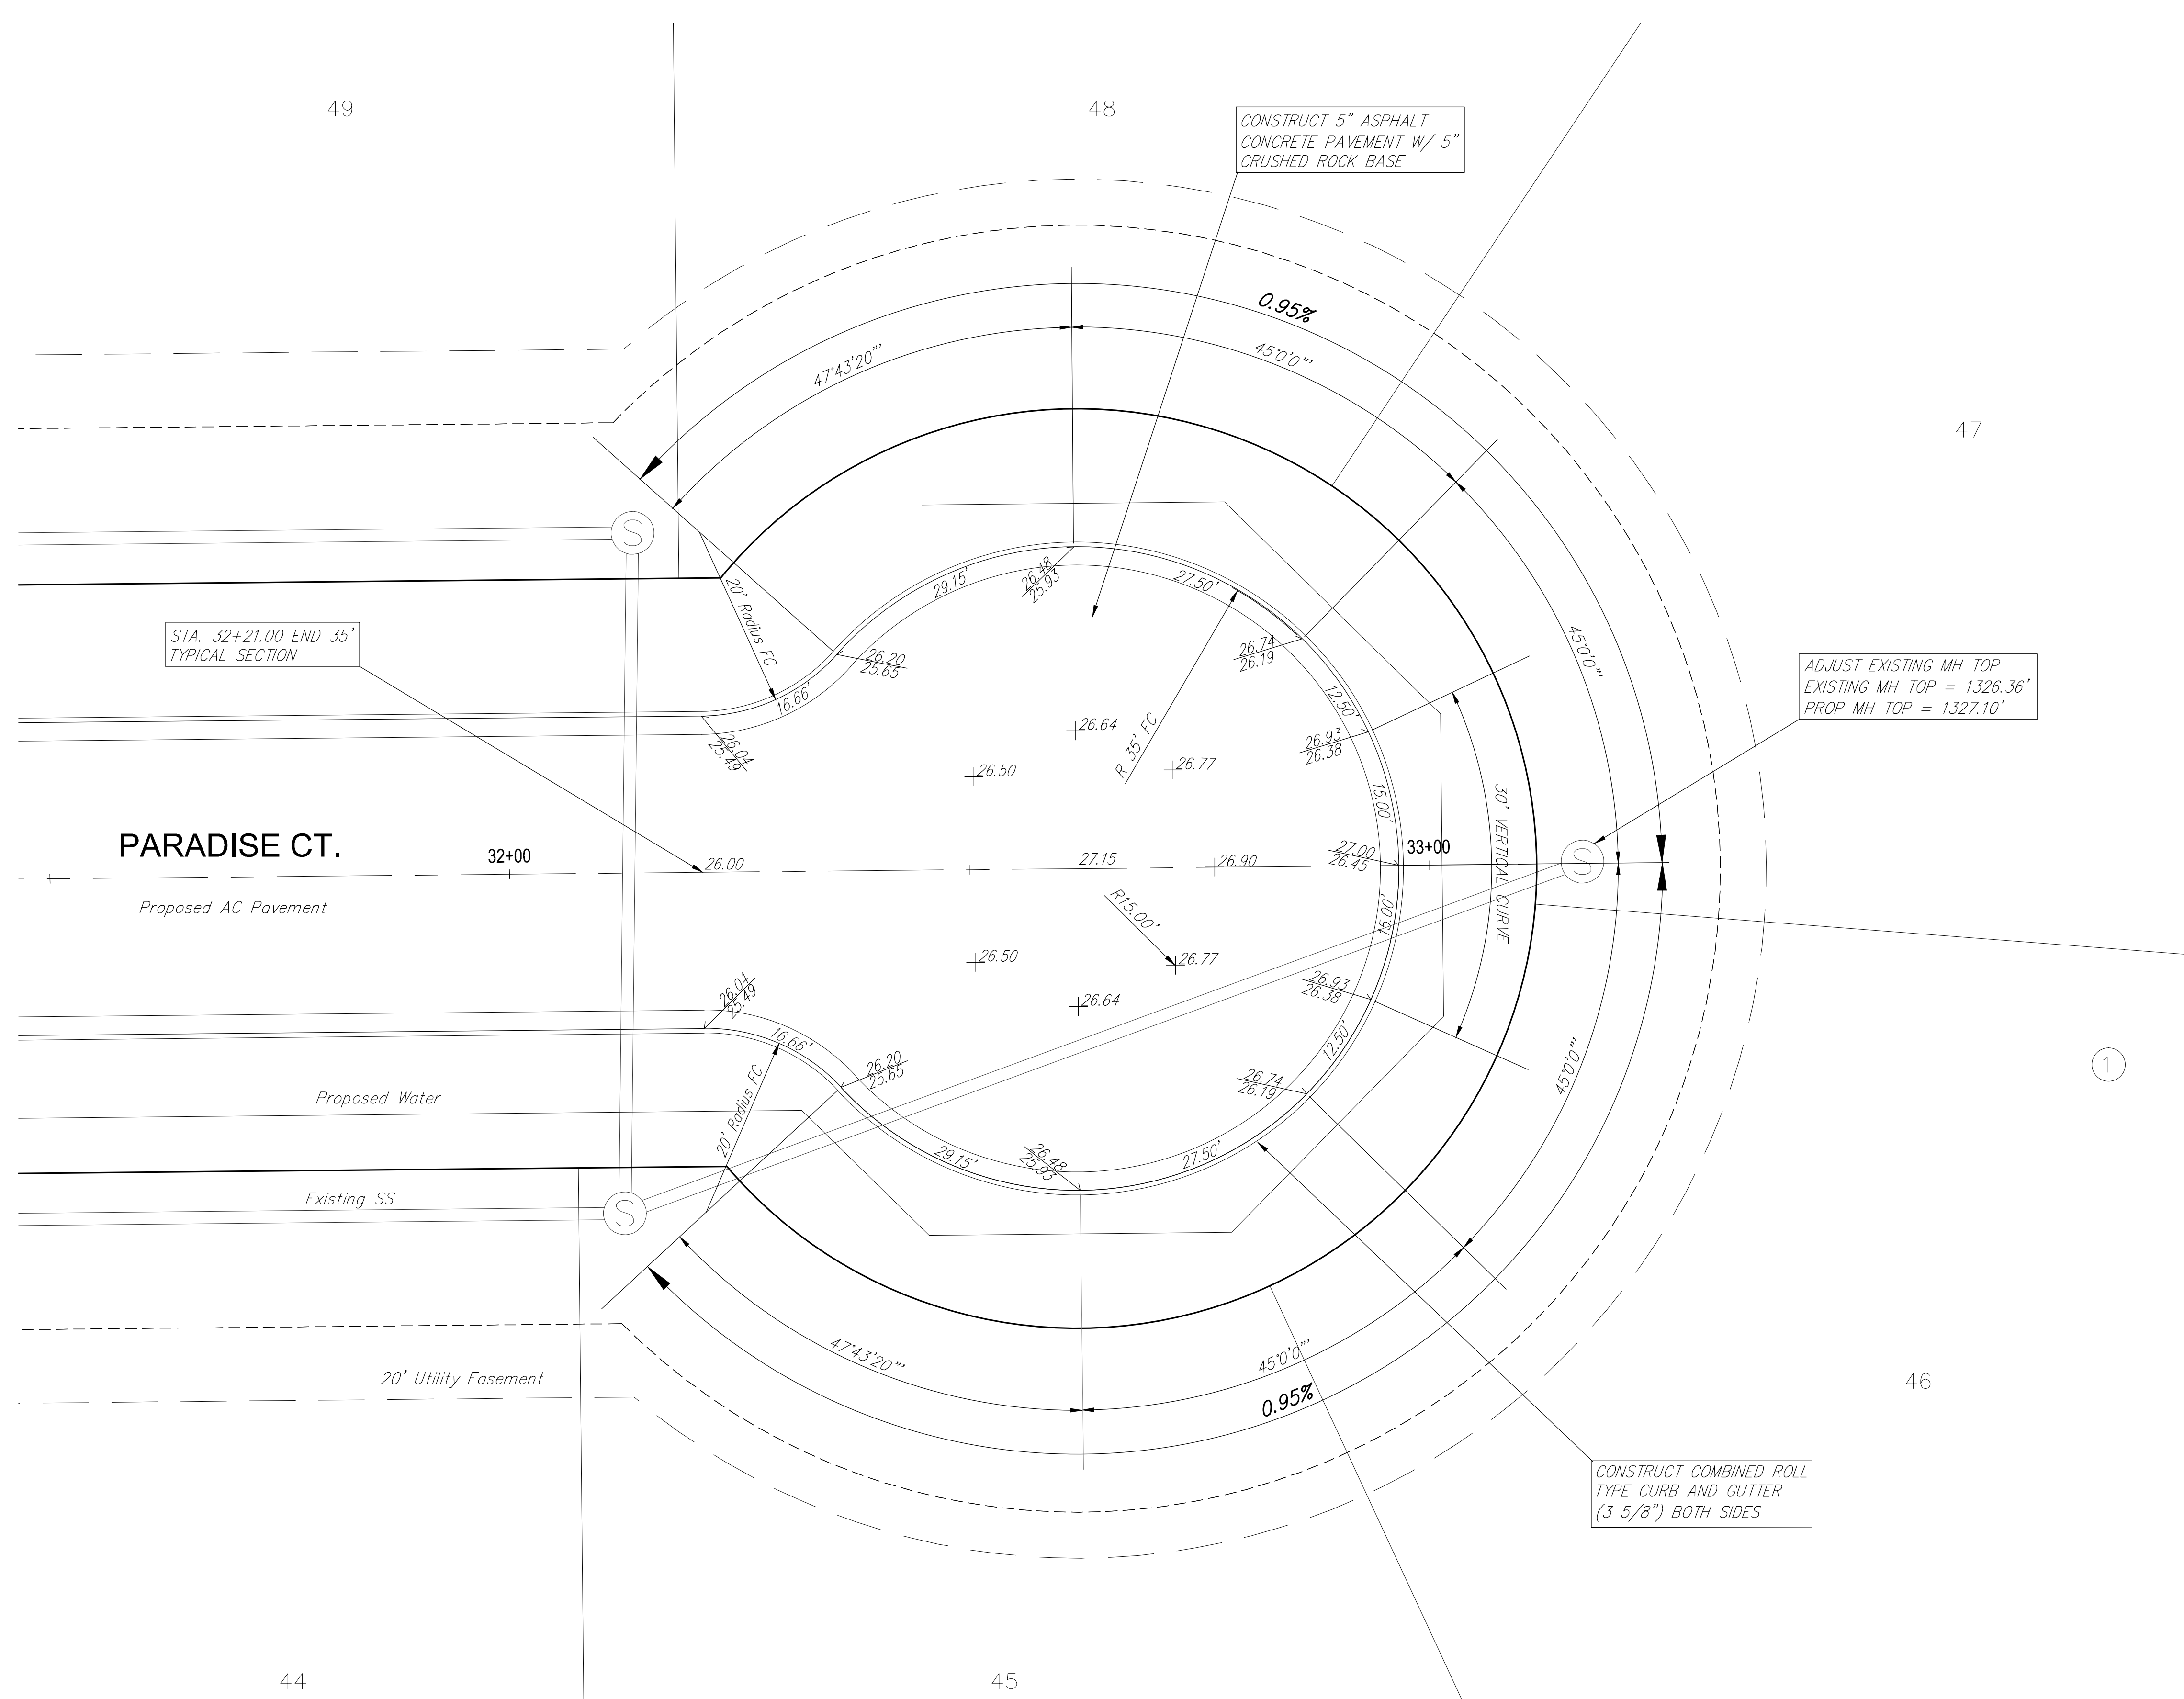 49
48
CONSTRUCT 5" ASPHALT
CONCRETE PAVEMENT W/ 5"
CRUSHED ROCK BASE
0.95%
47°43'20"'
45°0'0"'
47
45°0'0"'
29.15'
26.48
25.93
27.50'
20' Radius FC
STA. 32+21.00 END 35'
TYPICAL SECTION
26.20
25.65
16.66'
26.74
26.19
12.50'
ADJUST EXISTING MH TOP
EXISTING MH TOP = 1326.36'
PROP MH TOP = 1327.10'
26.04
25.49
26.64
R 35' FC
26.93
26.38
26.50
26.77
15.00'
30' VERTICAL CURVE
PARADISE CT.
32+00
26.00
27.15
26.90
27.00
26.45
33+00
Proposed AC Pavement
R15.00'
15.00'
26.50
26.77
26.93
26.38
26.04
25.49
26.64
16.66'
26.20
25.65
12.50'
26.74
26.19
45°0'0"'
1
Proposed Water
20' Radius FC
29.15'
26.48
25.93
27.50'
Existing SS
47°43'20"'
45°0'0"'
0.95%
20' Utility Easement
46
CONSTRUCT COMBINED ROLL
TYPE CURB AND GUTTER
(3 5/8") BOTH SIDES
44
45
S
S
S